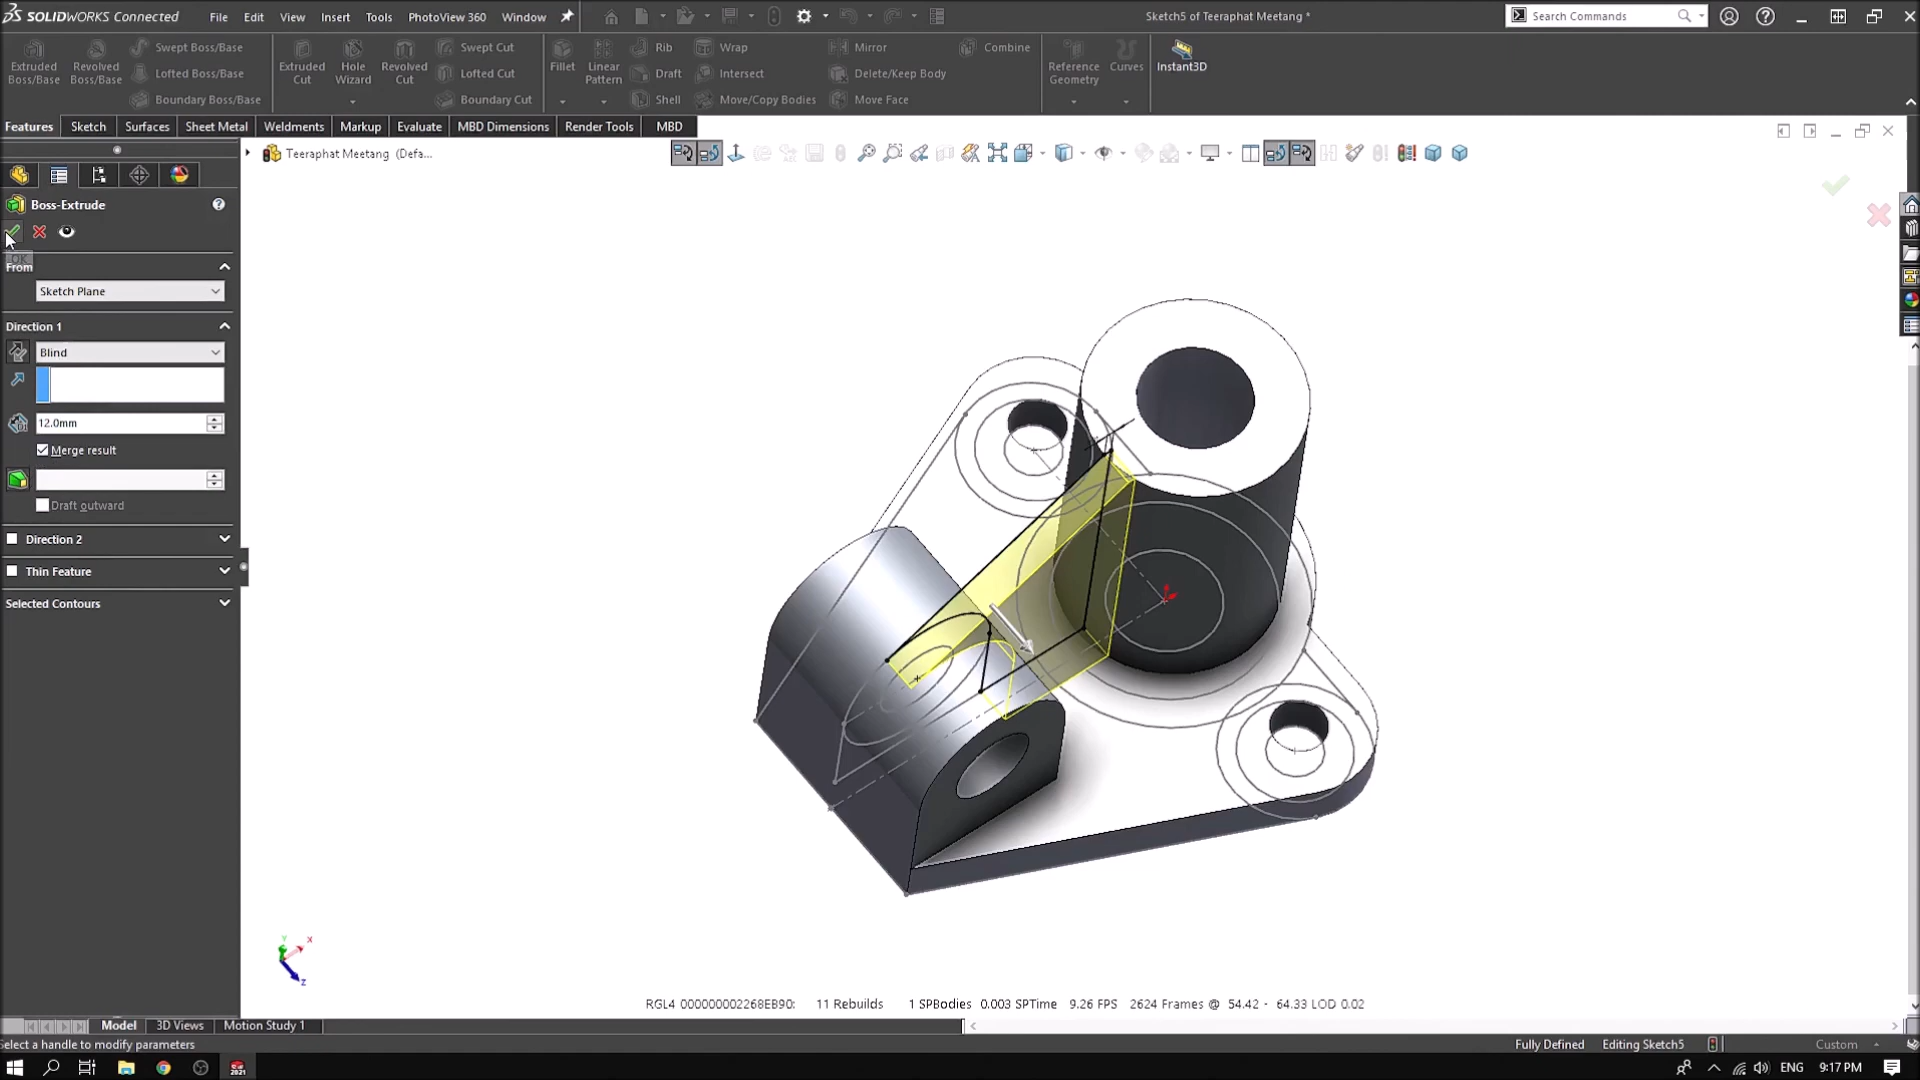 SOLIDWORKS Connected File Edit View Insert Tools PhotoView 360 Window Sketch5 of Teeraphat Meetang * Search Commands
Extruded Boss/Base Revolved Boss/Base Swept Boss/Base Lofted Boss/Base Boundary Boss/Base Extruded Cut Hole Wizard Revolved Cut Swept Cut Lofted Cut Boundary Cut Fillet Linear Pattern Rib Draft Shell Wrap Intersect Move/Copy Bodies Mirror Delete/Keep Body Move Face Combine Reference Geometry Curves Instant3D
Features Sketch Surfaces Sheet Metal Weldments Markup Evaluate MBD Dimensions Render Tools MBD
Teeraphat Meetang (Defa...
Boss-Extrude
From
Sketch Plane
Direction 1
Blind
12.0mm
Merge result
Draft outward
Direction 2
Thin Feature
Selected Contours
Y
X
Z
RGL4 000000002268EB90: 11 Rebuilds 1 SPBodies 0.003 SPTime 9.26 FPS 2624 Frames @ 54.42 - 64.33 LOD 0.02
Model 3D Views Motion Study 1
Select a handle to modify parameters Fully Defined Editing Sketch5 Custom
2021 ENG 9:17 PM